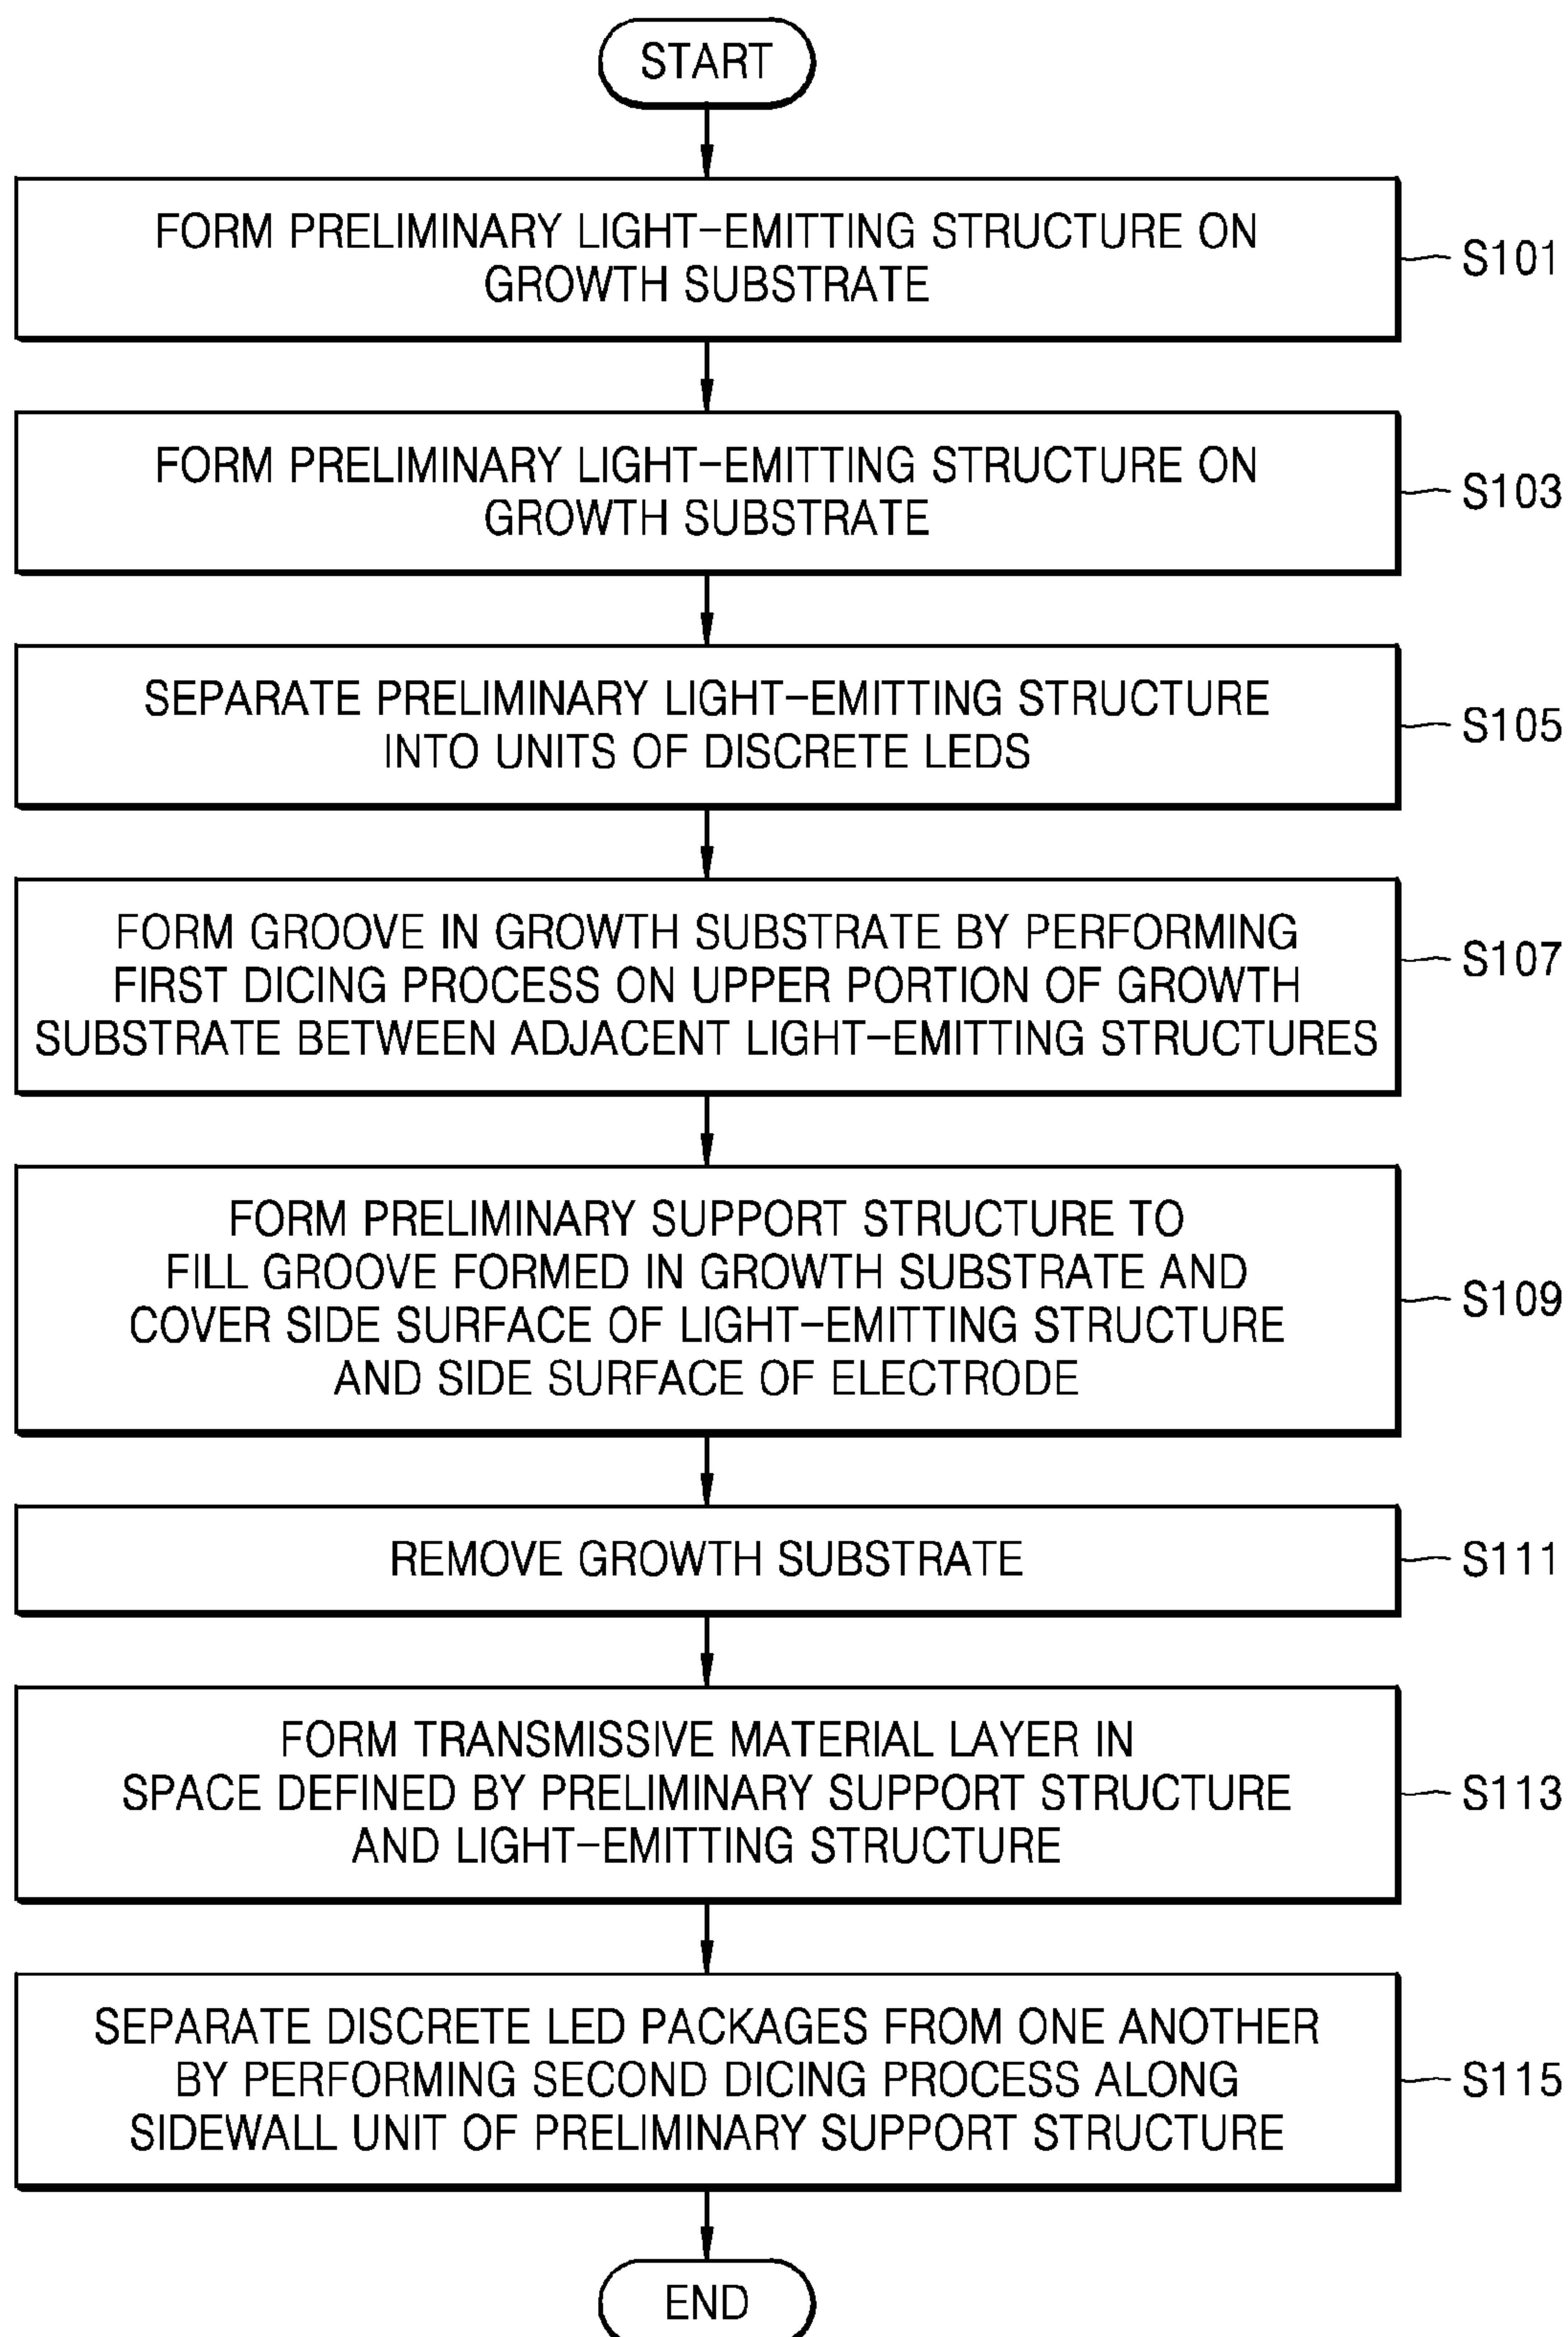 START
FORM PRELIMINARY LIGHT-EMITTING STRUCTURE ON
GROWTH SUBSTRATE
S101
FORM PRELIMINARY LIGHT-EMITTING STRUCTURE ON
GROWTH SUBSTRATE
S103
SEPARATE PRELIMINARY LIGHT-EMITTING STRUCTURE
INTO UNITS OF DISCRETE LEDS
S105
FORM GROOVE IN GROWTH SUBSTRATE BY PERFORMING
FIRST DICING PROCESS ON UPPER PORTION OF GROWTH
SUBSTRATE BETWEEN ADJACENT LIGHT-EMITTING STRUCTURES
S107
FORM PRELIMINARY SUPPORT STRUCTURE TO
FILL GROOVE FORMED IN GROWTH SUBSTRATE AND
COVER SIDE SURFACE OF LIGHT-EMITTING STRUCTURE
AND SIDE SURFACE OF ELECTRODE
S109
REMOVE GROWTH SUBSTRATE
S111
FORM TRANSMISSIVE MATERIAL LAYER IN
SPACE DEFINED BY PRELIMINARY SUPPORT STRUCTURE
AND LIGHT-EMITTING STRUCTURE
S113
SEPARATE DISCRETE LED PACKAGES FROM ONE ANOTHER
BY PERFORMING SECOND DICING PROCESS ALONG
SIDEWALL UNIT OF PRELIMINARY SUPPORT STRUCTURE
S115
END